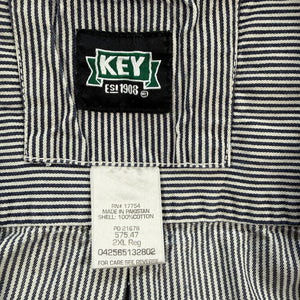 KEY
EST 1908
RN# 17754
MADE IN PAKISTAN
SHELL: 100%COTTON
PO 21678
575.47
2XL Reg
042565132802
FOR CARE SEE REVERSE